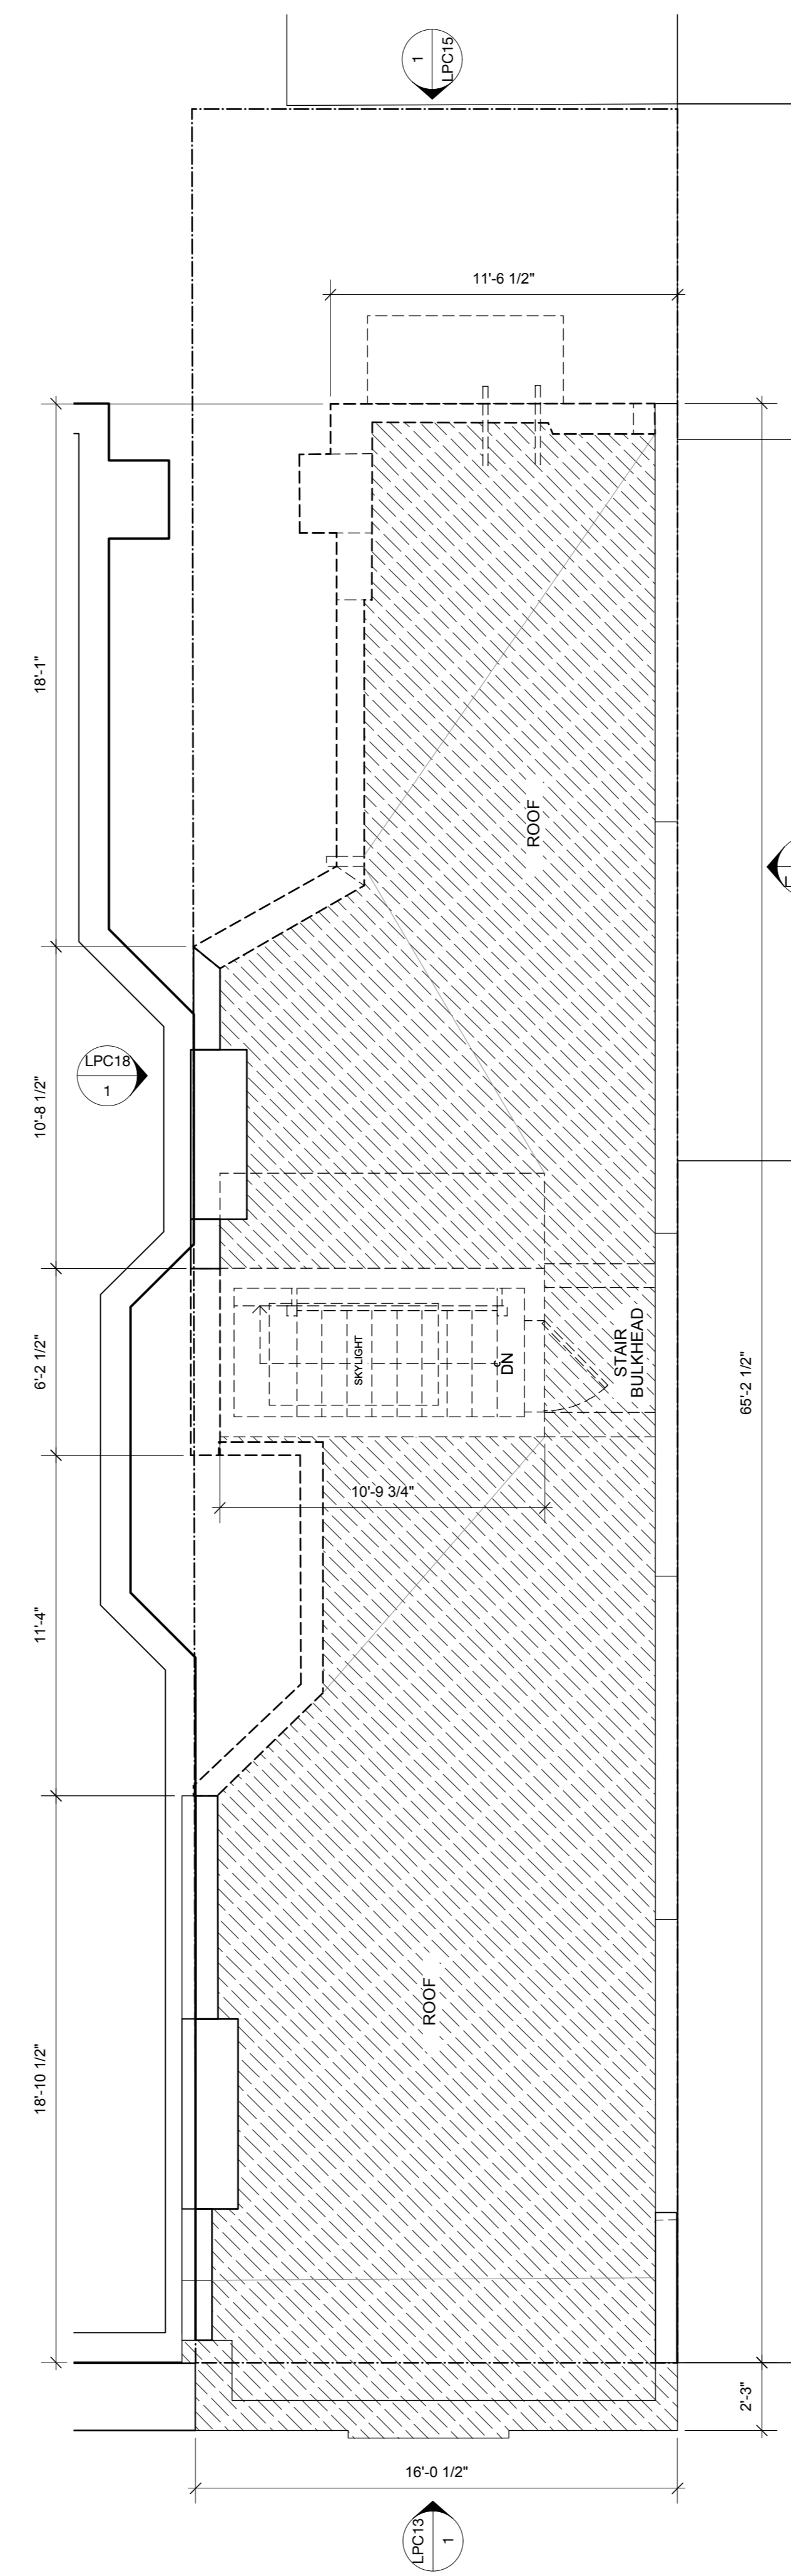 1
LPC15
11'-6 1/2"
18'-1"
ROOF
LPC18
1
10'-8 1/2"
6'-2 1/2"
SKYLIGHT
DN
STAIR
BULKHEAD
65'-2 1/2"
10'-9 3/4"
11'-4"
ROOF
18'-10 1/2"
2'-3"
16'-0 1/2"
LPC13
1